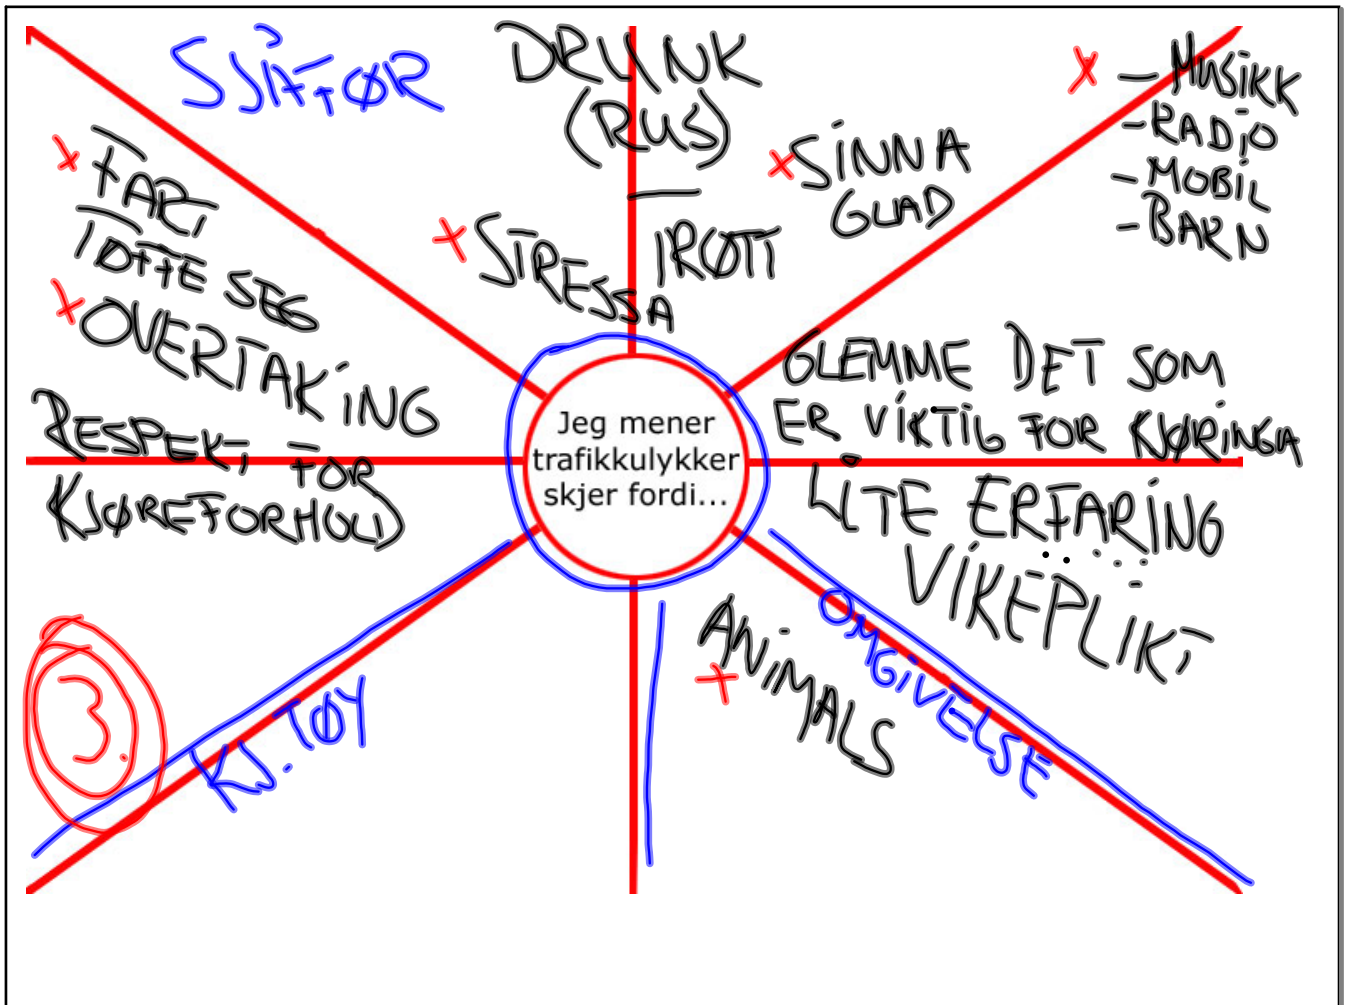 SJÅFØR
DRUNK
(RUS)
STRESSA
TRØTT
SINNA
GLAD
- MUSIKK
- RADIO
- MOBIL
- BARN
FART
TØFFE SEG
OVERTAKING
RESPEKT FOR
KJØREFORHOLD
Jeg mener
trafikkulykker
skjer fordi...
GLEMME DET SOM
ER VIKTIG FOR KJØRINGA
LITE ERFARING
VIKEPLIKT
ANIMALS
OMGIVELSE
KJ. TØY
3.